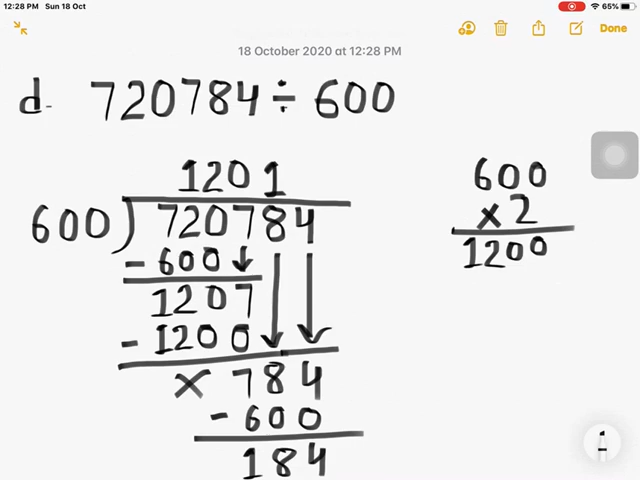 12:28 PM Sun 18 Oct 65%
Done
18 October 2020 at 12:28 PM
d. 720784 ÷ 600
1201
600 ) 720784
- 600
1207
- 1200
× 784
- 600
184
600
× 2
1200
1